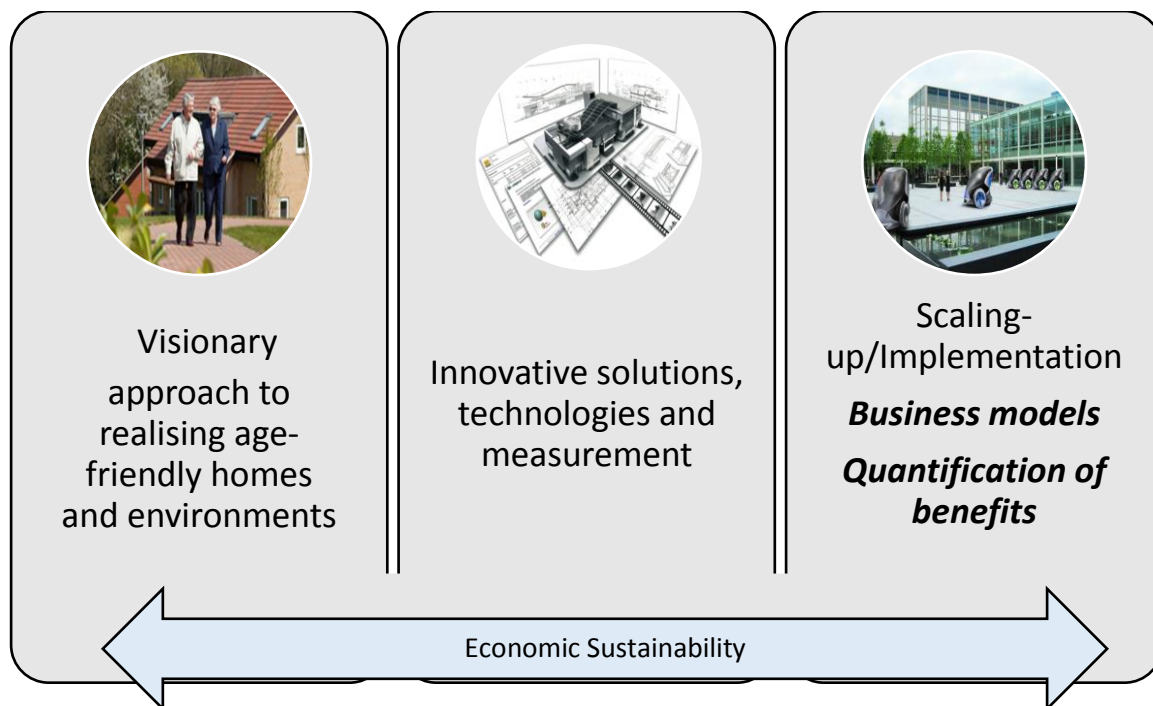 Visionary
approach to
realising age-
friendly homes
and environments
Innovative solutions,
technologies and
measurement
Scaling-
up/Implementation
Business models
Quantification of
benefits
Economic Sustainability